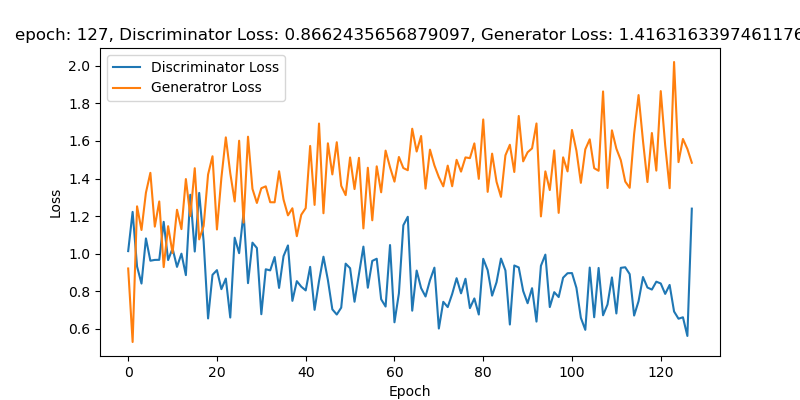 epoch: 127, Discriminator Loss: 0.8662435656879097, Generator Loss: 1.4163163397461176
Discriminator Loss
Generatror Loss
2.0
1.8
1.6
1.4
1.2
1.0
0.8
0.6
Loss
0 20 40 60 80 100 120
Epoch